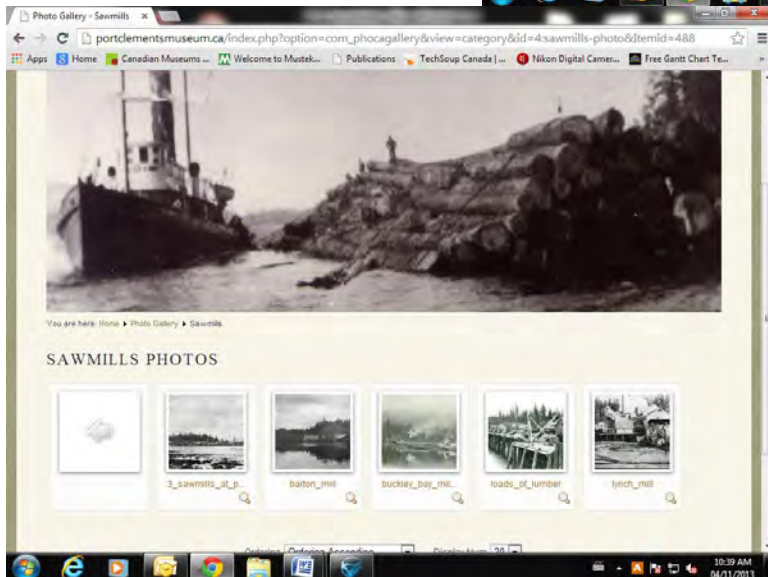 Photo Gallery - Sawmills
portclementsmuseum.ca/index.php?option=com_phocagallery&view=category&id=4:sawmills-photo&Itemid=488
Apps Home Canadian Museums ... Welcome to Mustek... Publications TechSoup Canada | ... Nikon Digital Camer... Free Gantt Chart Te... »
You are here: Home Photo Gallery Sawmills
SAWMILLS PHOTOS
3_sawmills_at_p... barton_mill buckley_bay_mil... loads_of_lumber lynch_mill
Ordering Ordering Ascending Display Num 20
10:39 AM
04/11/2013